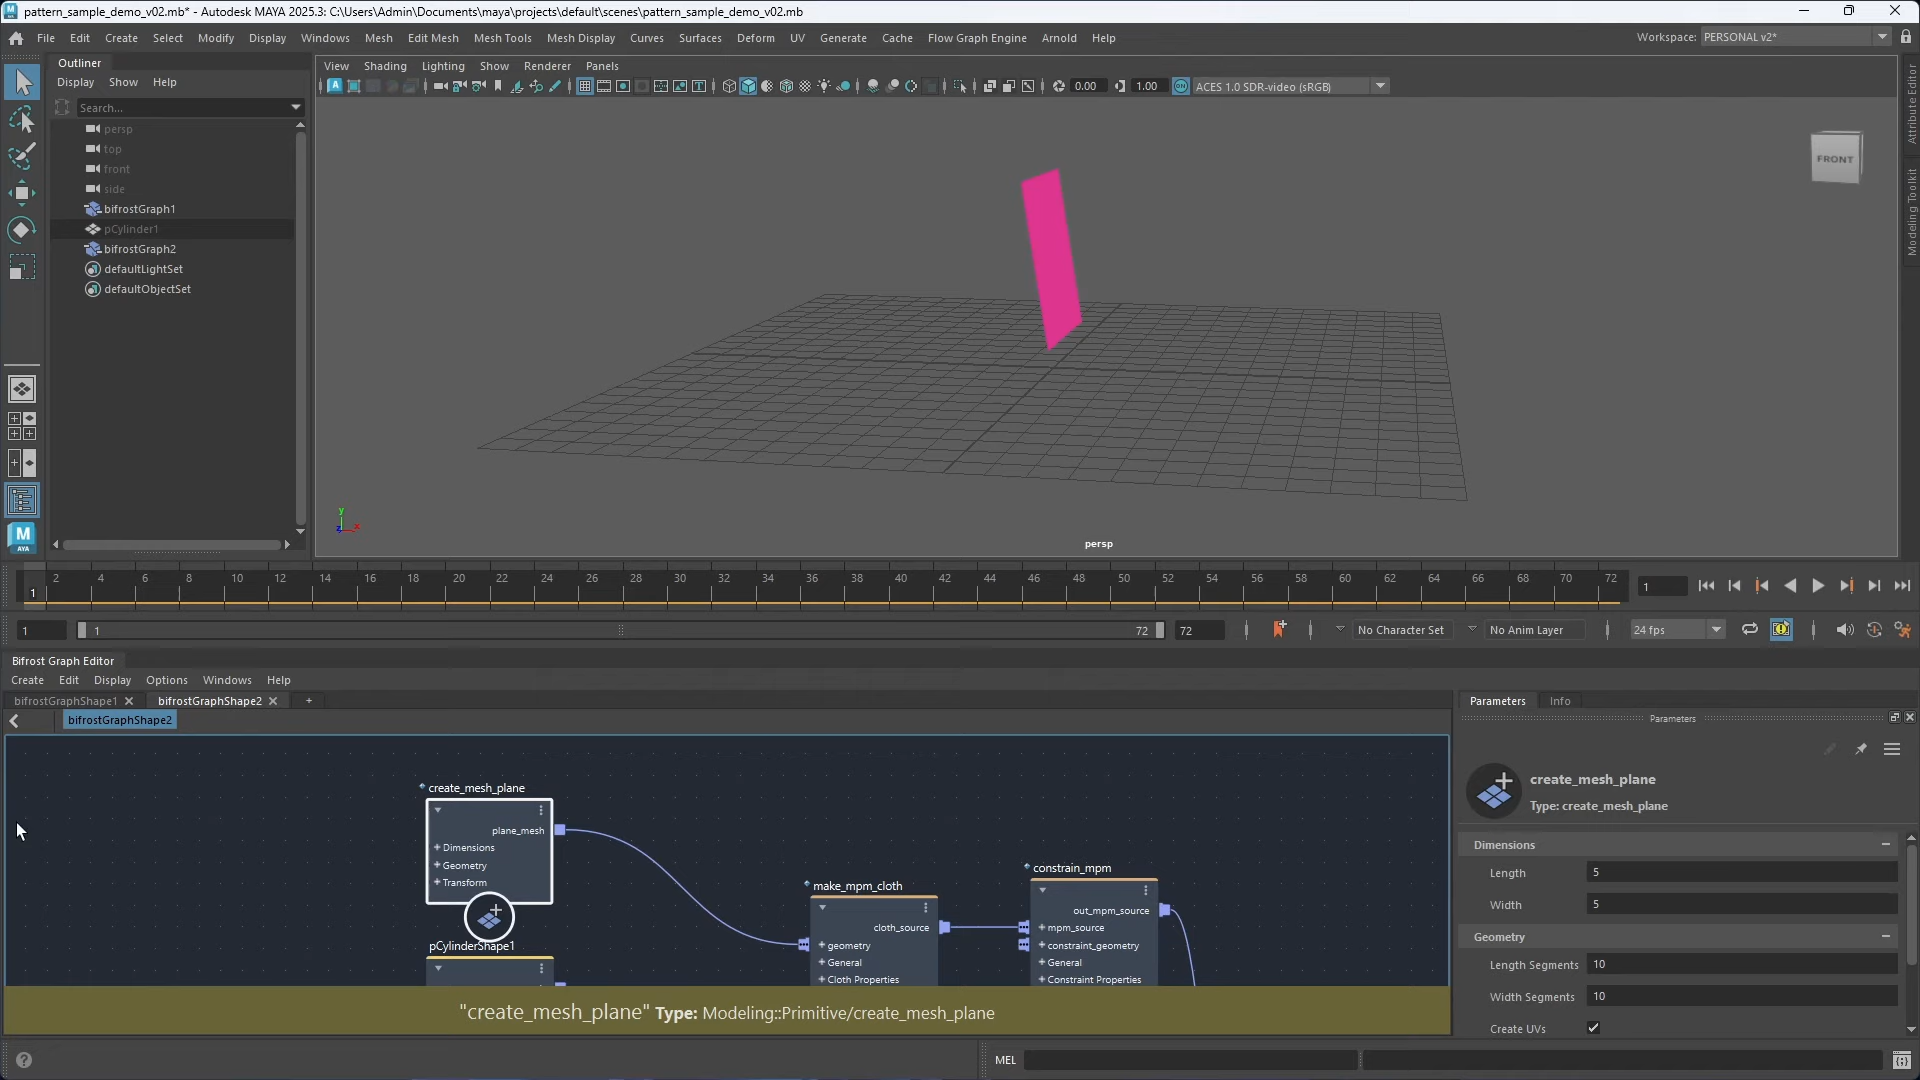 pattern_sample_demo_v02.mb* - Autodesk MAYA 2025.3: C:\Users\Admin\Documents\maya\projects\default\scenes\pattern_sample_demo_v02.mb
File Edit Create Select Modify Display Windows Mesh Edit Mesh Mesh Tools Mesh Display Curves Surfaces Deform UV Generate Cache Flow Graph Engine Arnold Help
Workspace: PERSONAL v2*
Outliner
Display Show Help
Search...
persp
top
front
side
bifrostGraph1
pCylinder1
bifrostGraph2
defaultLightSet
defaultObjectSet
View Shading Lighting Show Renderer Panels
0.00 1.00 ACES 1.0 SDR-video (sRGB)
FRONT
y
x
persp
Attribute Editor
Modeling Toolkit
M
AYA
1 2 4 6 8 10 12 14 16 18 20 22 24 26 28 30 32 34 36 38 40 42 44 46 48 50 52 54 56 58 60 62 64 66 68 70 72
1
1 1 72 72 No Character Set No Anim Layer 24 fps
Bifrost Graph Editor
Create Edit Display Options Windows Help
bifrostGraphShape1 bifrostGraphShape2 +
bifrostGraphShape2
create_mesh_plane
plane_mesh
Dimensions
Geometry
Transform
pCylinderShape1
make_mpm_cloth
cloth_source
geometry
General
Cloth Properties
constrain_mpm
out_mpm_source
mpm_source
constraint_geometry
General
Constraint Properties
"create_mesh_plane" Type: Modeling::Primitive/create_mesh_plane
Parameters Info
Parameters
create_mesh_plane
Type: create_mesh_plane
Dimensions
Length 5
Width 5
Geometry
Length Segments 10
Width Segments 10
Create UVs
MEL